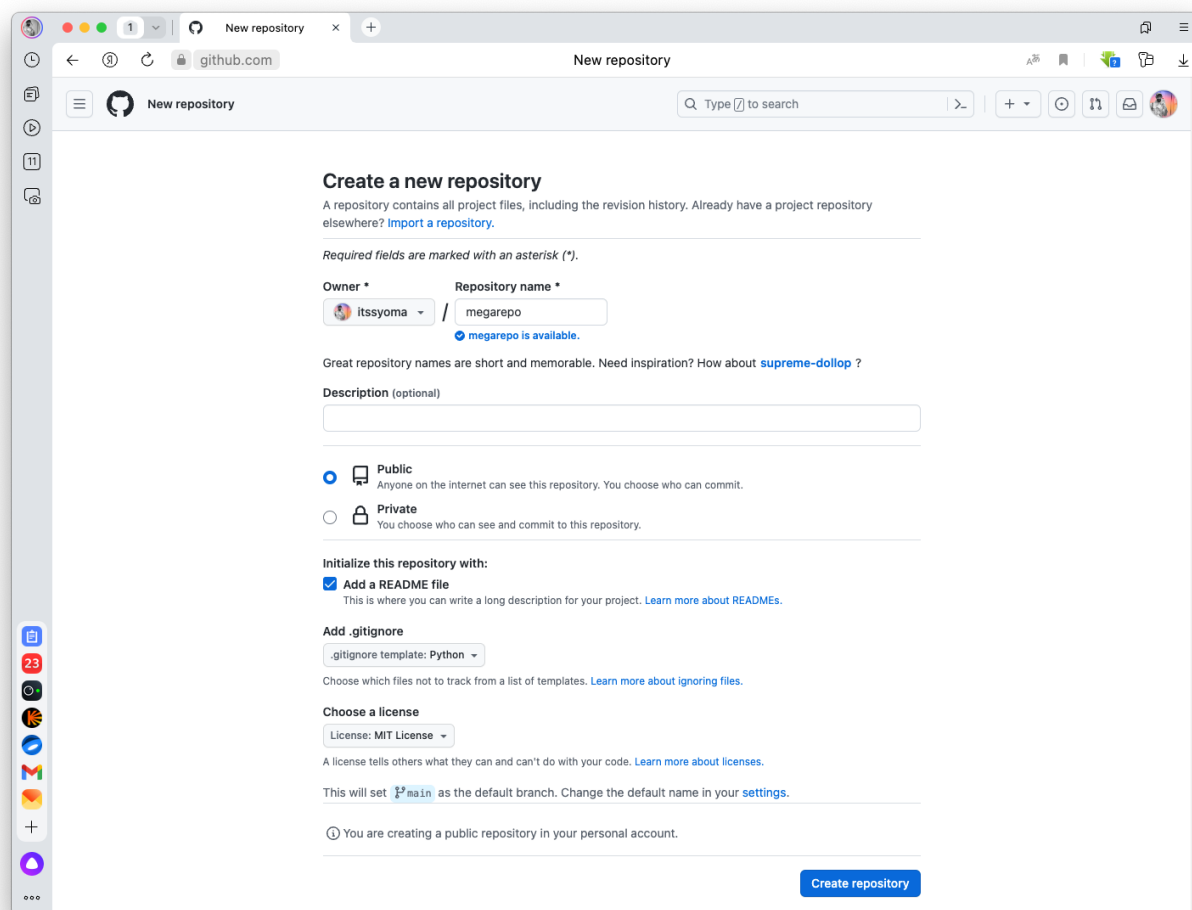 1
New repository
github.com
New repository
New repository
Type / to search
11
Create a new repository
A repository contains all project files, including the revision history. Already have a project repository
elsewhere? Import a repository.
Required fields are marked with an asterisk (*).
Owner * Repository name *
itssyoma / megarepo
megarepo is available.
Great repository names are short and memorable. Need inspiration? How about supreme-dollop ?
Description (optional)
Public
Anyone on the internet can see this repository. You choose who can commit.
Private
You choose who can see and commit to this repository.
Initialize this repository with:
Add a README file
This is where you can write a long description for your project. Learn more about READMEs.
Add .gitignore
.gitignore template: Python
Choose which files not to track from a list of templates. Learn more about ignoring files.
23
Choose a license
License: MIT License
A license tells others what they can and can't do with your code. Learn more about licenses.
This will set main as the default branch. Change the default name in your settings.
You are creating a public repository in your personal account.
Create repository